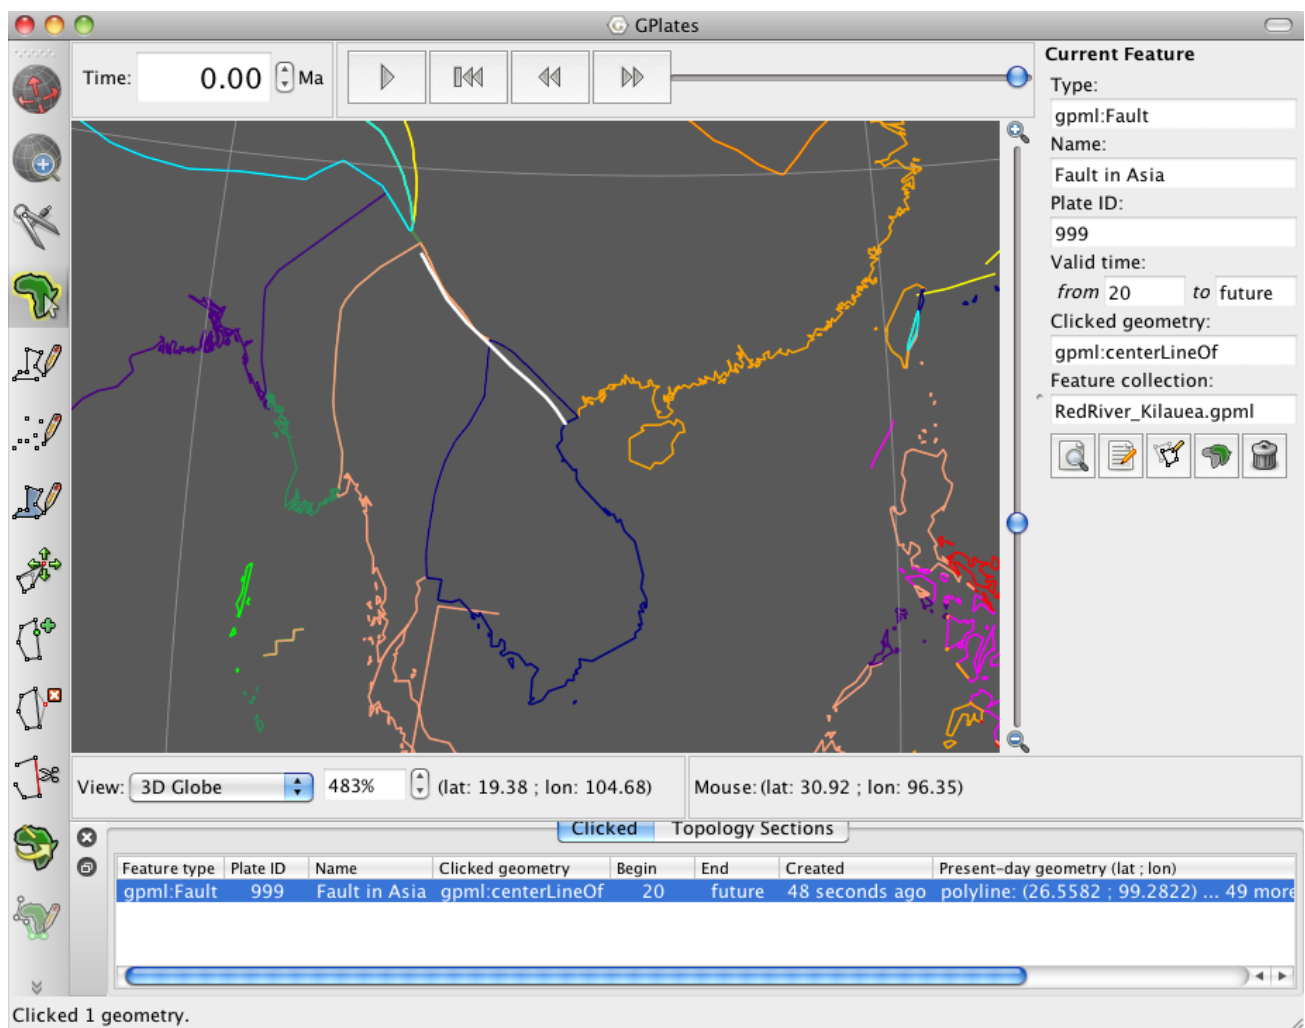 GPlates
Time: 0.00 Ma
Current Feature
Type:
gpml:Fault
Name:
Fault in Asia
Plate ID:
999
Valid time:
from 20 to future
Clicked geometry:
gpml:centerLineOf
Feature collection:
RedRiver_Kilauea.gpml
View: 3D Globe 483% (lat: 19.38 ; lon: 104.68) Mouse: (lat: 30.92 ; lon: 96.35)
Clicked Topology Sections
Feature type Plate ID Name Clicked geometry Begin End Created Present-day geometry (lat ; lon)
gpml:Fault 999 Fault in Asia gpml:centerLineOf 20 future 48 seconds ago polyline: (26.5582 ; 99.2822) ... 49 more
Clicked 1 geometry.